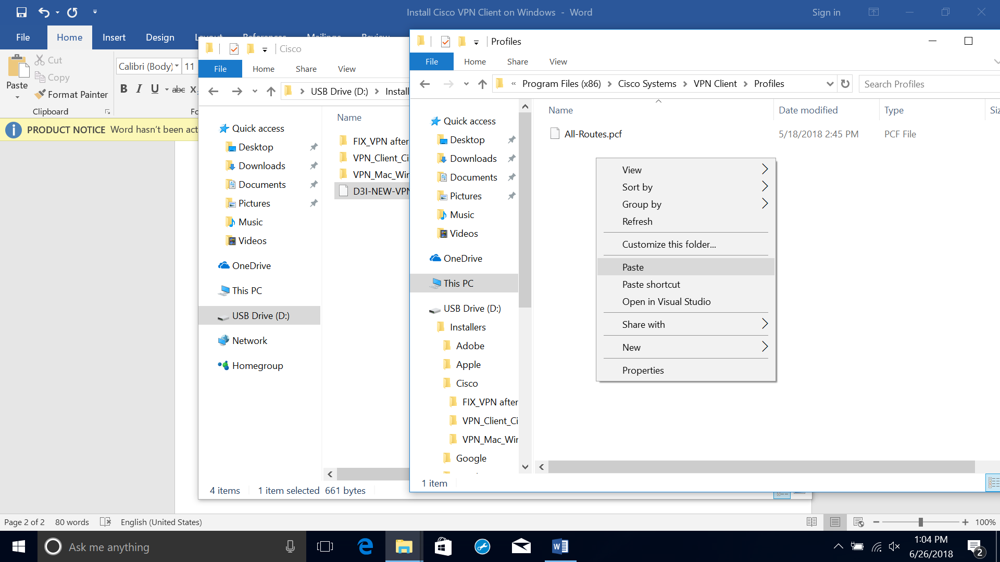 Install Cisco VPN Client on Windows - Word
Sign in
File
Home
Insert
Design
Layout
References
Mailings
Review
Paste
Cut
Copy
Format Painter
Clipboard
Calibri (Body)
11
B I U abc x
Fo
PRODUCT NOTICE Word hasn't been act
Cisco
File
Home
Share
View
USB Drive (D:) > Install
Quick access
Desktop
Downloads
Documents
Pictures
Music
Videos
OneDrive
This PC
USB Drive (D:)
Network
Homegroup
Name
FIX_VPN after
VPN_Client_Ci
VPN_Mac_Wir
D3I-NEW-VPN
4 items
1 item selected 661 bytes
Profiles
File
Home
Share
View
« Program Files (x86) > Cisco Systems > VPN Client > Profiles
Search Profiles
Quick access
Desktop
Downloads
Documents
Pictures
Music
Videos
OneDrive
This PC
USB Drive (D:)
Installers
Adobe
Apple
Cisco
FIX_VPN after
VPN_Client_Ci
VPN_Mac_Wir
Google
Name
Date modified
Type
Siz
All-Routes.pcf
5/18/2018 2:45 PM
PCF File
View
Sort by
Group by
Refresh
Customize this folder...
Paste
Paste shortcut
Open in Visual Studio
Share with
New
Properties
1 item
Page 2 of 2
80 words
English (United States)
100%
Ask me anything
1:04 PM
6/26/2018
2